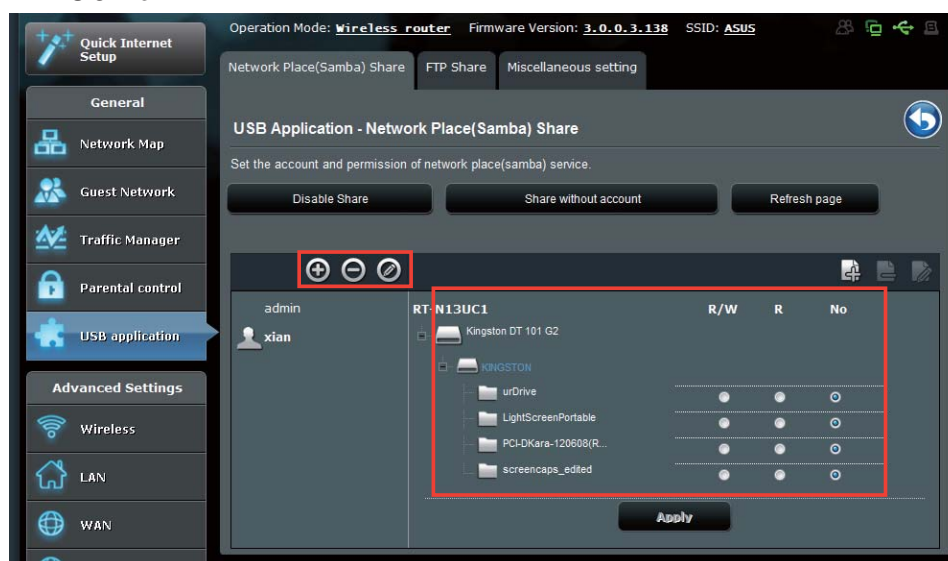 Operation Mode: Wireless router Firmware Version: 3.0.0.3.138 SSID: ASUS
Quick Internet
Setup
Network Place(Samba) Share FTP Share Miscellaneous setting
General
USB Application - Network Place(Samba) Share
Network Map
Set the account and permission of network place(samba) service.
Guest Network
Disable Share Share without account Refresh page
Traffic Manager
Parental control
admin RT-N13UC1 R/W R No
USB application xian Kingston DT 101 G2
KINGSTON
Advanced Settings urDrive
Wireless LightScreenPortable
PCI-DKara-120608(R...
LAN screencaps_edited
WAN Apply